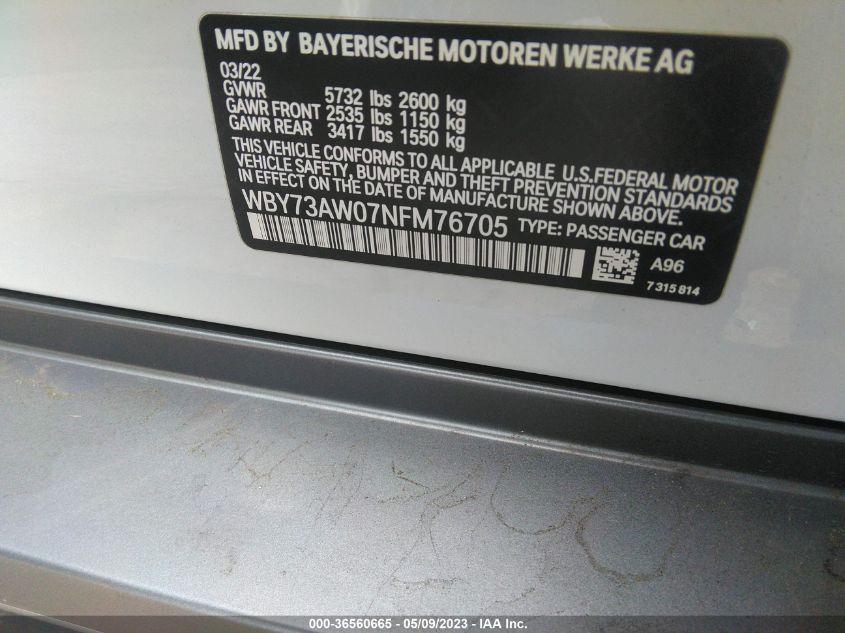 MFD BY BAYERISCHE MOTOREN WERKE AG
03/22
GVWR 5732 lbs 2600 kg
GAWR FRONT 2535 lbs 1150 kg
GAWR REAR 3417 lbs 1550 kg
THIS VEHICLE CONFORMS TO ALL APPLICABLE U.S.FEDERAL MOTOR
VEHICLE SAFETY, BUMPER AND THEFT PREVENTION STANDARDS
IN EFFECT ON THE DATE OF MANUFACTURE SHOWN ABOVE.
WBY73AW07NFM76705 TYPE: PASSENGER CAR
A96
7 315 814
000-36560665 - 05/09/2023 - IAA Inc.